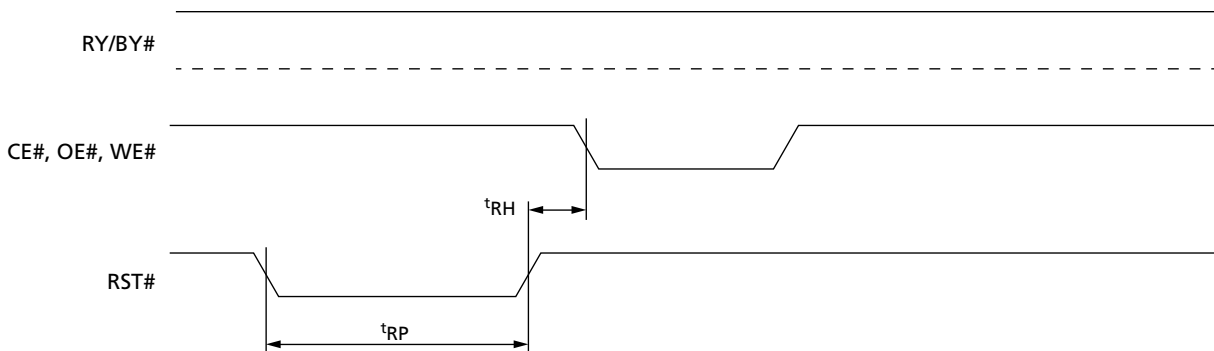 RY/BY#
CE#, OE#, WE#
tRH
RST#
tRP